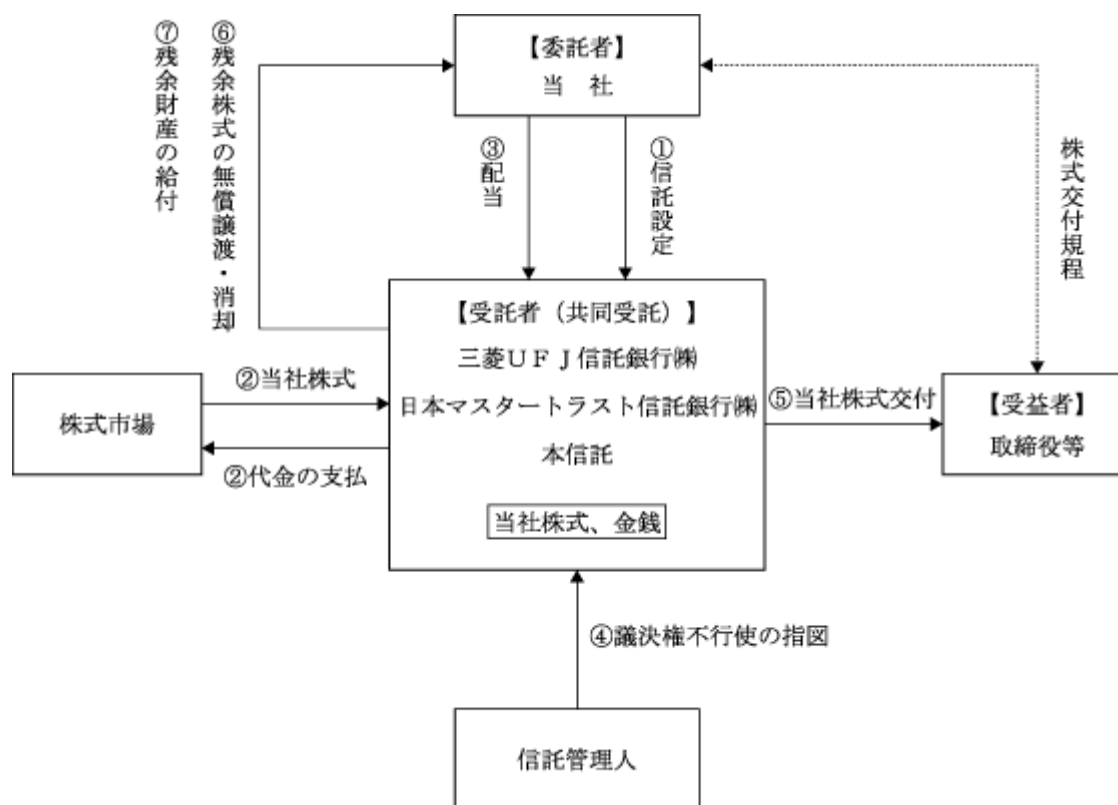 ⑦残余財産の給付
⑥残余株式の無償譲渡・消却
【委託者】
当　社
③配当
①信託設定
株式交付規程
【受託者（共同受託）】
三菱ＵＦＪ信託銀行㈱
日本マスタートラスト信託銀行㈱
本信託
当社株式、金銭
②当社株式
株式市場
②代金の支払
⑤当社株式交付
【受益者】
取締役等
④議決権不行使の指図
信託管理人